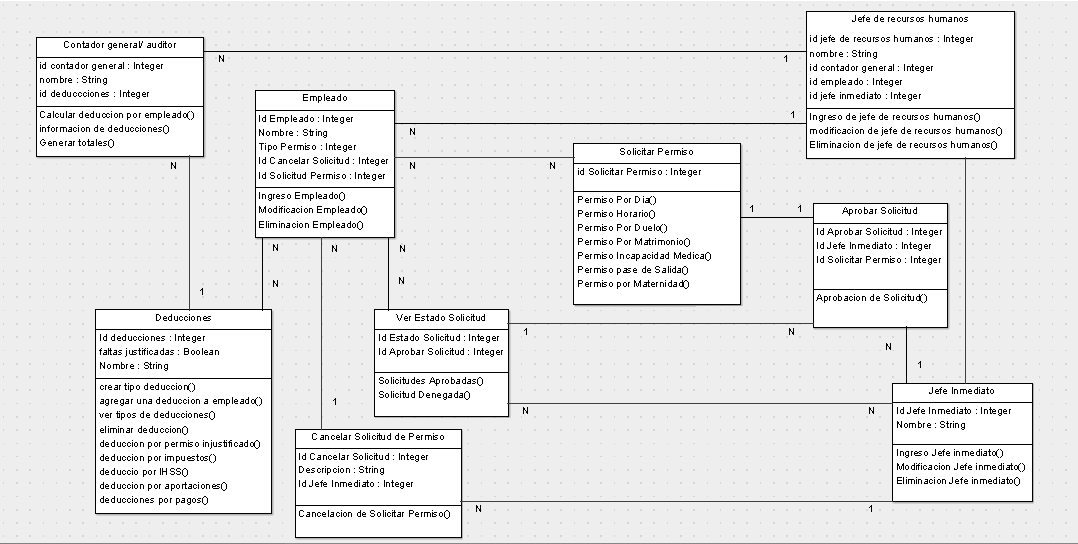 Contador general/ auditor
id contador general : Integer
nombre : String
id deduccciones : Integer
Calcular deduccion por empleado()
informacion de deducciones()
Generar totales()
N
1
Jefe de recursos humanos
id jefe de recursos humanos : Integer
nombre : String
id contador general : Integer
id empleado : Integer
id jefe inmediato : Integer
Ingreso de jefe de recursos humanos()
modificacion de jefe de recursos humanos()
Eliminacion de jefe de recursos humanos()
Empleado
Id Empleado : Integer
Nombre : String
Tipo Permiso : Integer
Id Cancelar Solicitud : Integer
Id Solicitud Permiso : Integer
Ingreso Empleado()
Modificacion Empleado()
Eliminacion Empleado()
N
1
N
N
Solicitar Permiso
id Solicitar Permiso : Integer
Permiso Por Dia()
Permiso Horario()
Permiso Por Duelo()
Permiso Por Matrimonio()
Permiso Incapacidad Medica()
Permiso pase de Salida()
Permiso por Maternidad()
1
1
Aprobar Solicitud
Id Aprobar Solicitud : Integer
Id Jefe Inmediato : Integer
Id Solicitar Permiso : Integer
Aprobacion de Solicitud()
N
1
N
N
N
N
N
1
Deducciones
Id deducciones : Integer
faltas justificadas : Boolean
Nombre : String
crear tipo deduccion()
agregar una deduccion a empleado()
ver tipos de deducciones()
eliminar deduccion()
deduccion por permiso injustificado()
deduccion por impuestos()
deduccio por IHSS()
deduccion por aportaciones()
deducciones por pagos()
Ver Estado Solicitud
Id Estado Solicitud : Integer
Id Aprobar Solicitud : Integer
Solicitudes Aprobadas()
Solicitud Denegada()
1
N
N
1
N
N
Jefe Inmediato
Id Jefe Inmediato : Integer
Nombre : String
Ingreso Jefe inmediato()
Modificacion Jefe inmediato()
Eliminacion Jefe inmediato()
Cancelar Solicitud de Permiso
Id Cancelar Solicitud : Integer
Descripcion : String
Id Jefe Inmediato : Integer
Cancelacion de Solicitar Permiso()
N
1